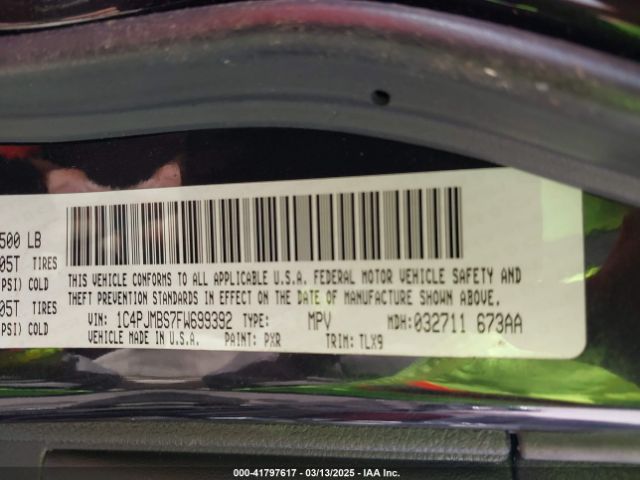 500 LB
05T TIRES
PSI) COLD
05T TIRES
PSI) COLD
THIS VEHICLE CONFORMS TO ALL APPLICABLE U.S.A. FEDERAL MOTOR VEHICLE SAFETY AND
THEFT PREVENTION STANDARDS IN EFFECT ON THE DATE OF MANUFACTURE SHOWN ABOVE.
VIN: 1C4PJMBS7FW699392 TYPE: MPV MDH:032711 673AA
VEHICLE MADE IN U.S.A. PAINT: PXR TRIM: TLX9
000-41797617 - 03/13/2025 - IAA Inc.